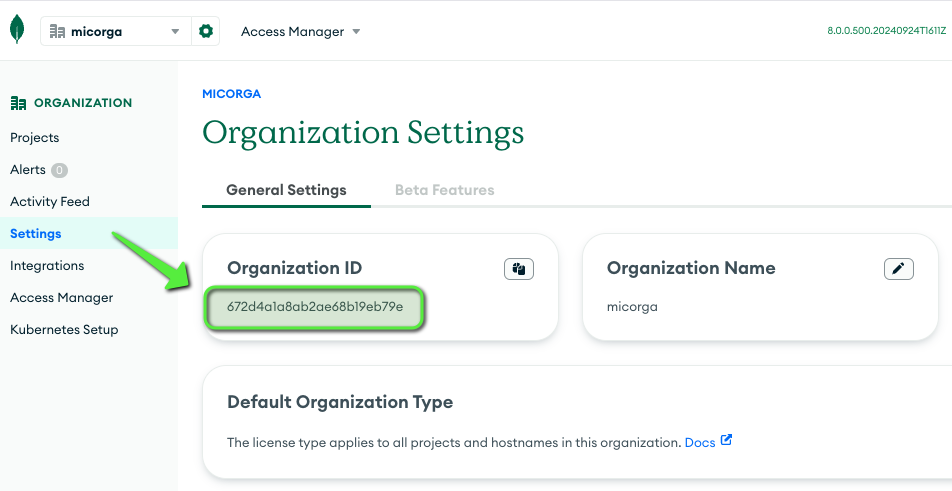 micorga
Access Manager
8.0.0.500.20240924T1611Z
ORGANIZATION
Projects
Alerts 0
Activity Feed
Settings
Integrations
Access Manager
Kubernetes Setup
MICORGA
Organization Settings
General Settings
Beta Features
Organization ID
672d4a1a8ab2ae68b19eb79e
Organization Name
micorga
Default Organization Type
The license type applies to all projects and hostnames in this organization. Docs